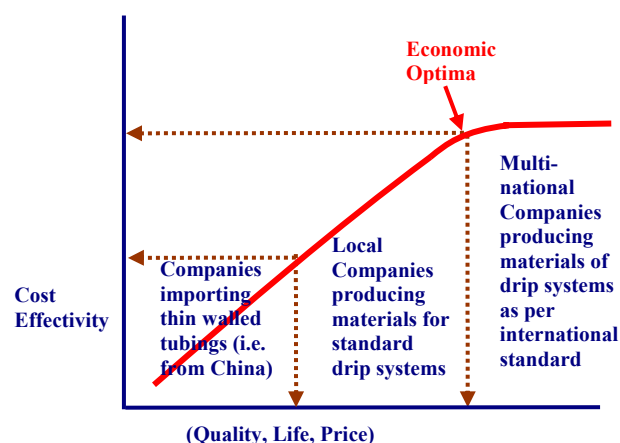 Economic
Optima
Multi-
national
Companies
producing
materials of
drip systems
as per
international
standard
Local
Companies
producing
materials for
standard
drip systems
Companies
importing
thin walled
tubings (i.e.
from China)
Cost
Effectivity
(Quality, Life, Price)